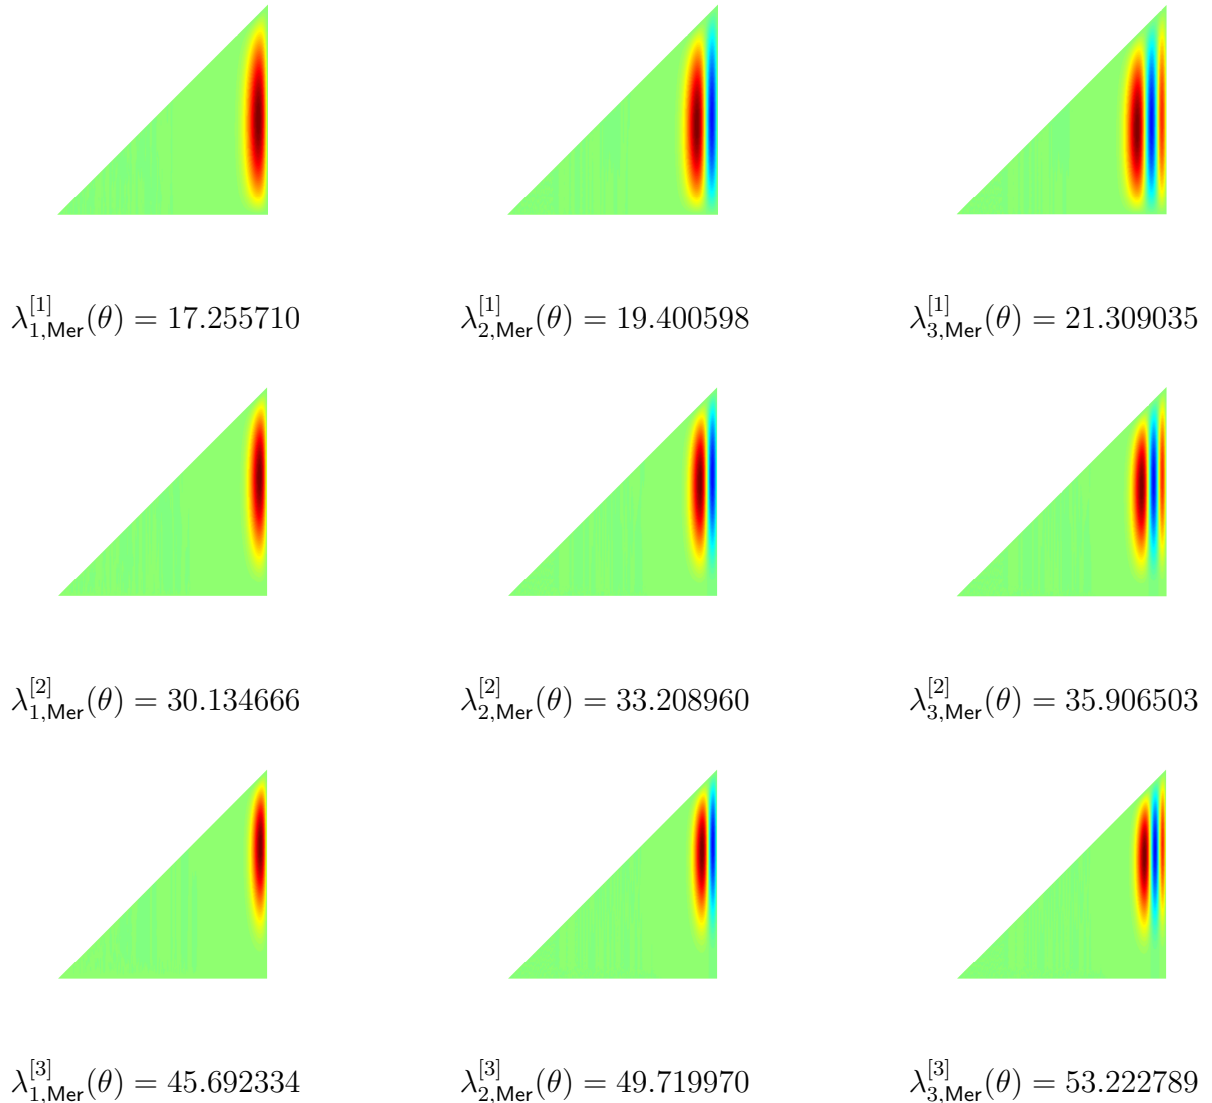 λ^{[1]}_{1,Mer}(θ) = 17.255710 λ^{[1]}_{2,Mer}(θ) = 19.400598 λ^{[1]}_{3,Mer}(θ) = 21.309035
λ^{[2]}_{1,Mer}(θ) = 30.134666 λ^{[2]}_{2,Mer}(θ) = 33.208960 λ^{[2]}_{3,Mer}(θ) = 35.906503
λ^{[3]}_{1,Mer}(θ) = 45.692334 λ^{[3]}_{2,Mer}(θ) = 49.719970 λ^{[3]}_{3,Mer}(θ) = 53.222789